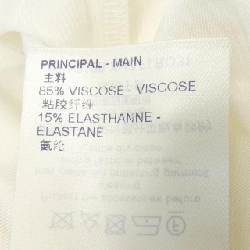 PRINCIPAL - MAIN
主料
85% VISCOSE - VISCOSE
粘胶纤维
15% ELASTHANNE -
ELASTANE
氨纶